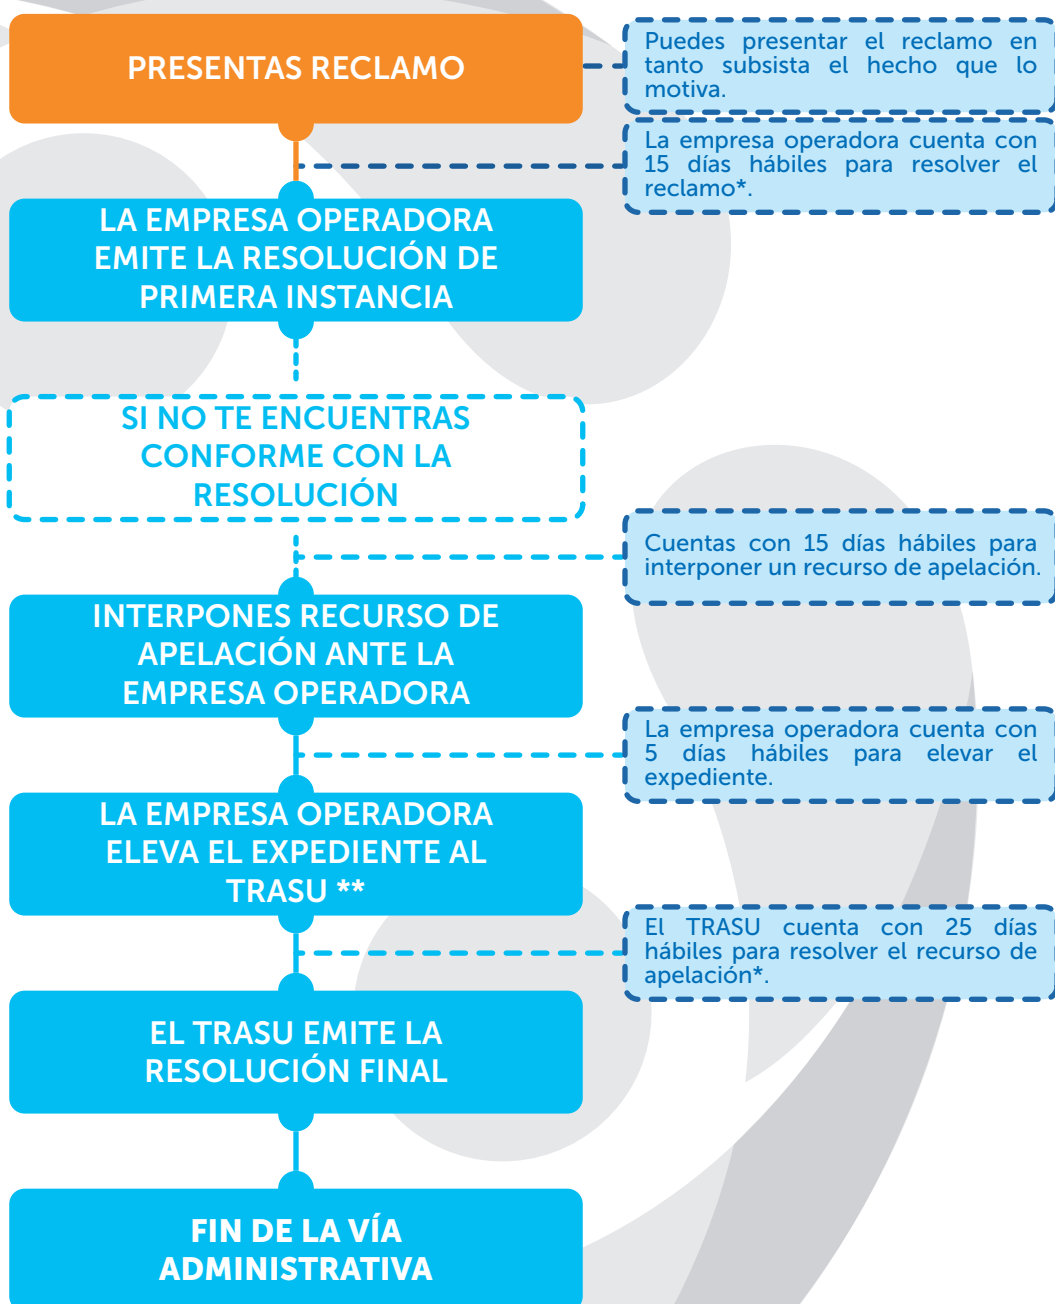 PRESENTAS RECLAMO
Puedes presentar el reclamo en
tanto subsista el hecho que lo
motiva.
La empresa operadora cuenta con
15 días hábiles para resolver el
reclamo*.
LA EMPRESA OPERADORA
EMITE LA RESOLUCIÓN DE
PRIMERA INSTANCIA
SI NO TE ENCUENTRAS
CONFORME CON LA
RESOLUCIÓN
Cuentas con 15 días hábiles para
interponer un recurso de apelación.
INTERPONES RECURSO DE
APELACIÓN ANTE LA
EMPRESA OPERADORA
La empresa operadora cuenta con
5 días hábiles para elevar el
expediente.
LA EMPRESA OPERADORA
ELEVA EL EXPEDIENTE AL
TRASU **
El TRASU cuenta con 25 días
hábiles para resolver el recurso de
apelación*.
EL TRASU EMITE LA
RESOLUCIÓN FINAL
FIN DE LA VÍA
ADMINISTRATIVA